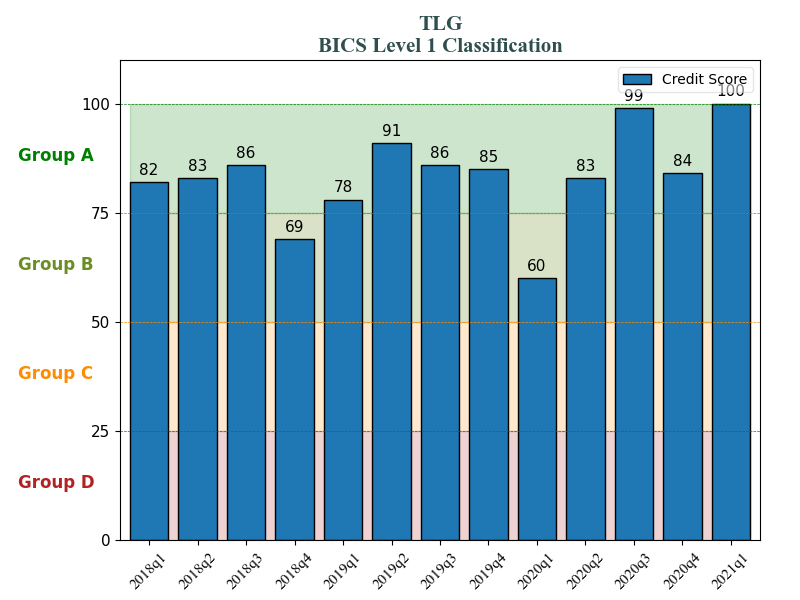 TLG
BICS Level 1 Classification
Credit Score
100
75
50
25
0
Group A
Group B
Group C
Group D
82
83
86
69
78
91
86
85
60
83
99
84
100
2018q1
2018q2
2018q3
2018q4
2019q1
2019q2
2019q3
2019q4
2020q1
2020q2
2020q3
2020q4
2021q1